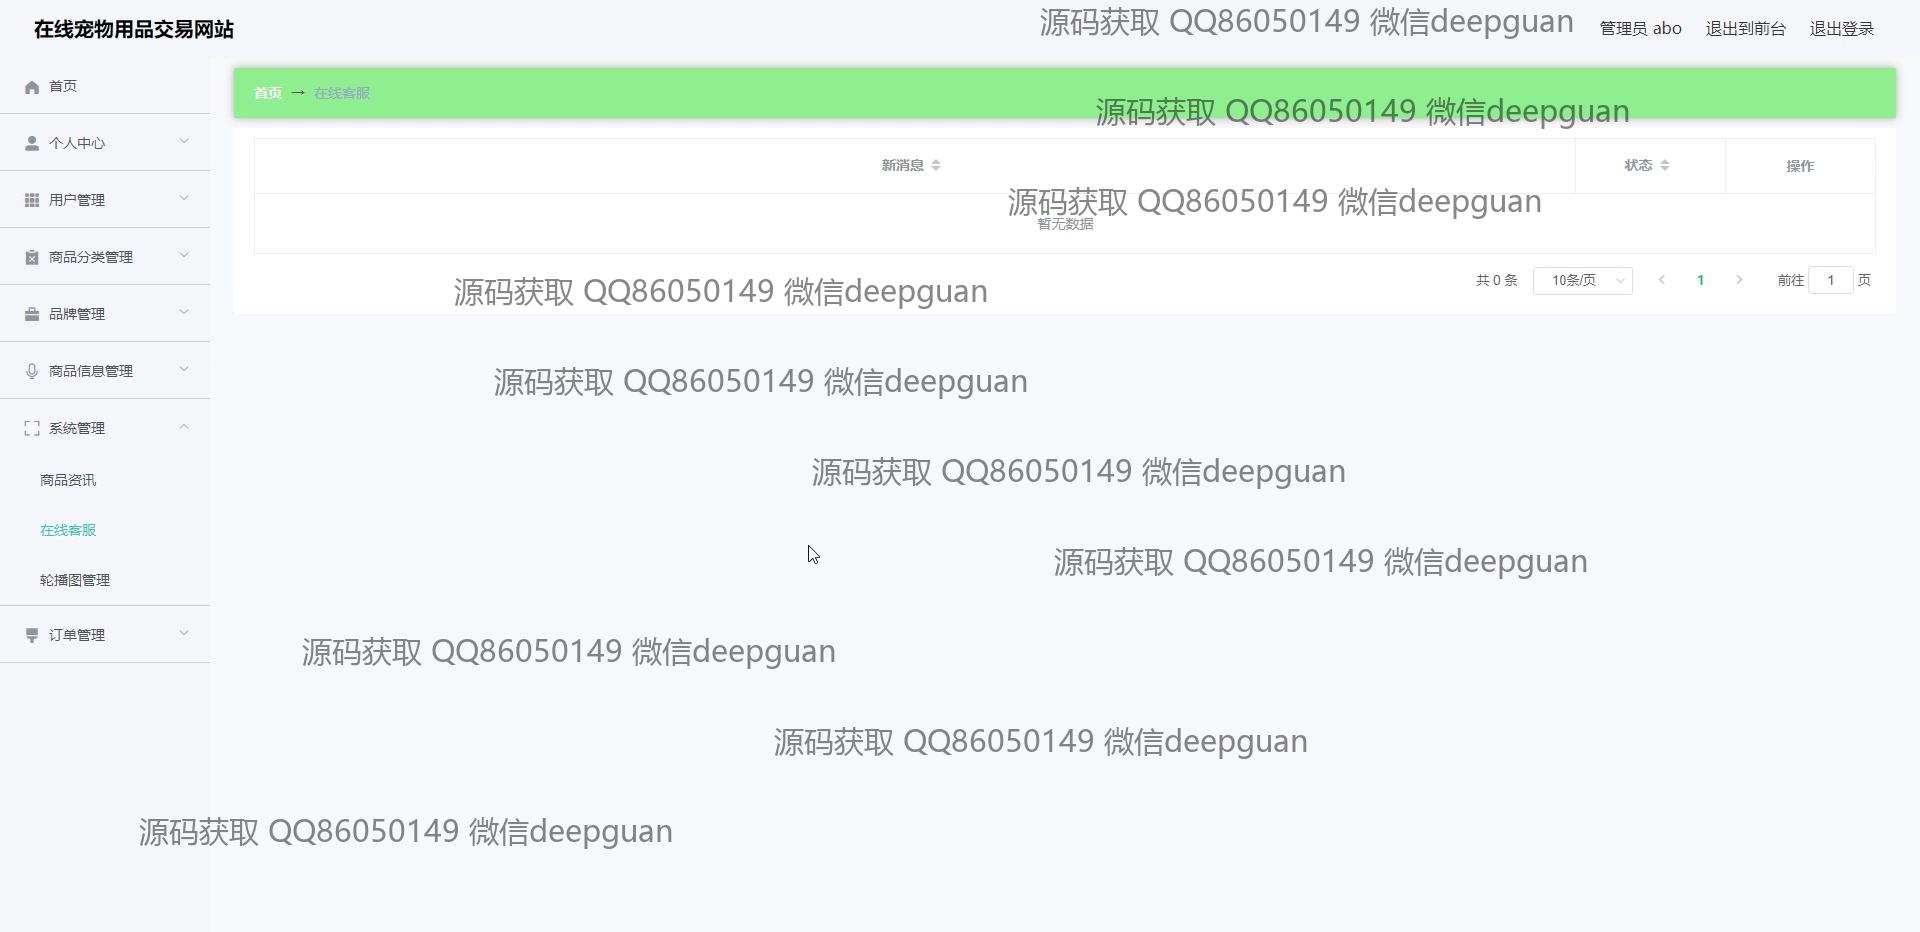 在线宠物用品交易网站
源码获取 QQ86050149 微信deepguan
管理员 abo 退出到前台 退出登录
首页
个人中心
用户管理
商品分类管理
品牌管理
商品信息管理
系统管理
商品资讯
在线客服
轮播图管理
订单管理
首页 → 在线客服
源码获取 QQ86050149 微信deepguan
新消息 状态 操作
源码获取 QQ86050149 微信deepguan
暂无数据
共 0 条 10条/页 1 前往 1 页
源码获取 QQ86050149 微信deepguan
源码获取 QQ86050149 微信deepguan
源码获取 QQ86050149 微信deepguan
源码获取 QQ86050149 微信deepguan
源码获取 QQ86050149 微信deepguan
源码获取 QQ86050149 微信deepguan
源码获取 QQ86050149 微信deepguan